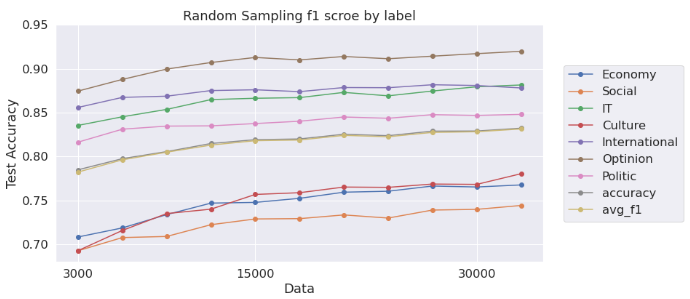 Random Sampling f1 scroe by label
Test Accuracy
0.95
0.90
0.85
0.80
0.75
0.70
3000
15000
30000
Data
Economy
Social
IT
Culture
International
Optinion
Politic
accuracy
avg_f1